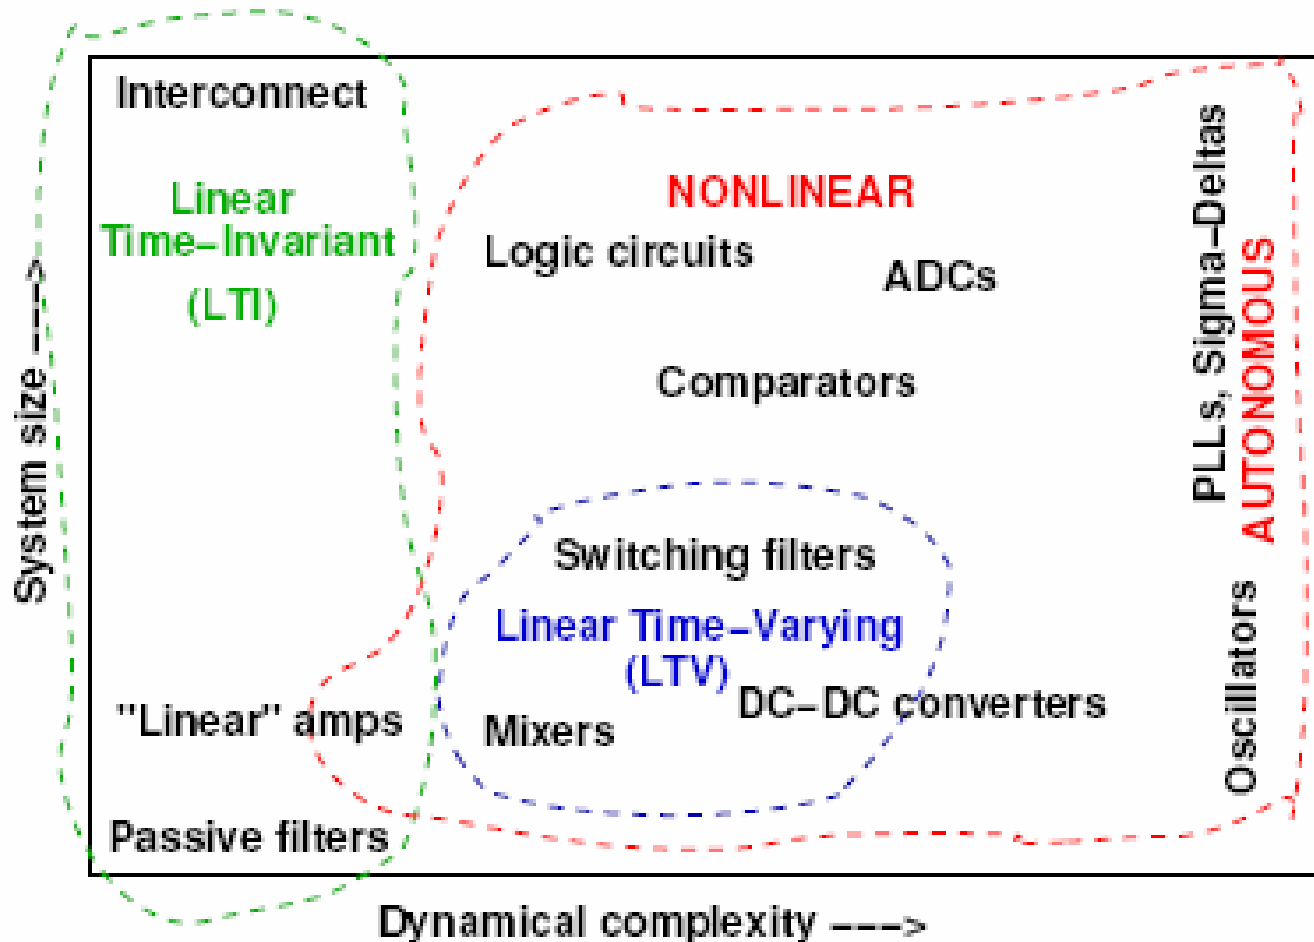 Interconnect
Linear
Time-Invariant
(LTI)
NONLINEAR
Logic circuits
ADCs
Comparators
Switching filters
Linear Time-Varying
(LTV)
DC-DC converters
Mixers
"Linear" amps
Passive filters
PLLs, Sigma-Deltas
AUTONOMOUS
Oscillators
System size ---->
Dynamical complexity ---->